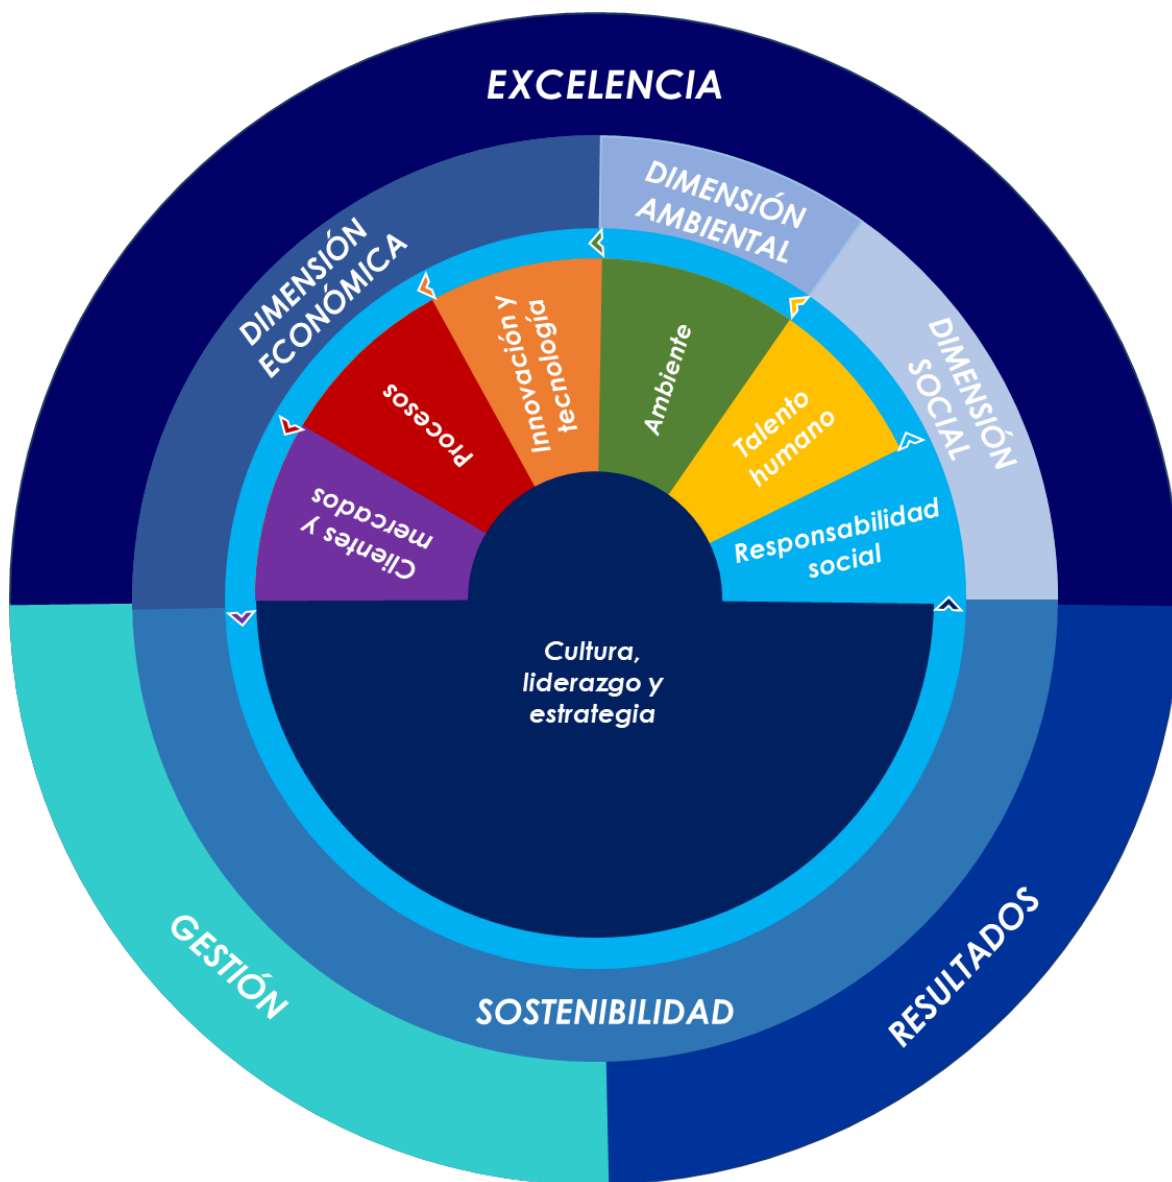 EXCELENCIA
DIMENSIÓN
AMBIENTAL
DIMENSIÓN
ECONÓMICA
DIMENSIÓN
SOCIAL
Innovación y
tecnología
Ambiente
Procesos
Talento
humano
Clientes y
mercados
Responsabilidad
social
Cultura,
liderazgo y
estrategia
GESTIÓN
SOSTENIBILIDAD
RESULTADOS